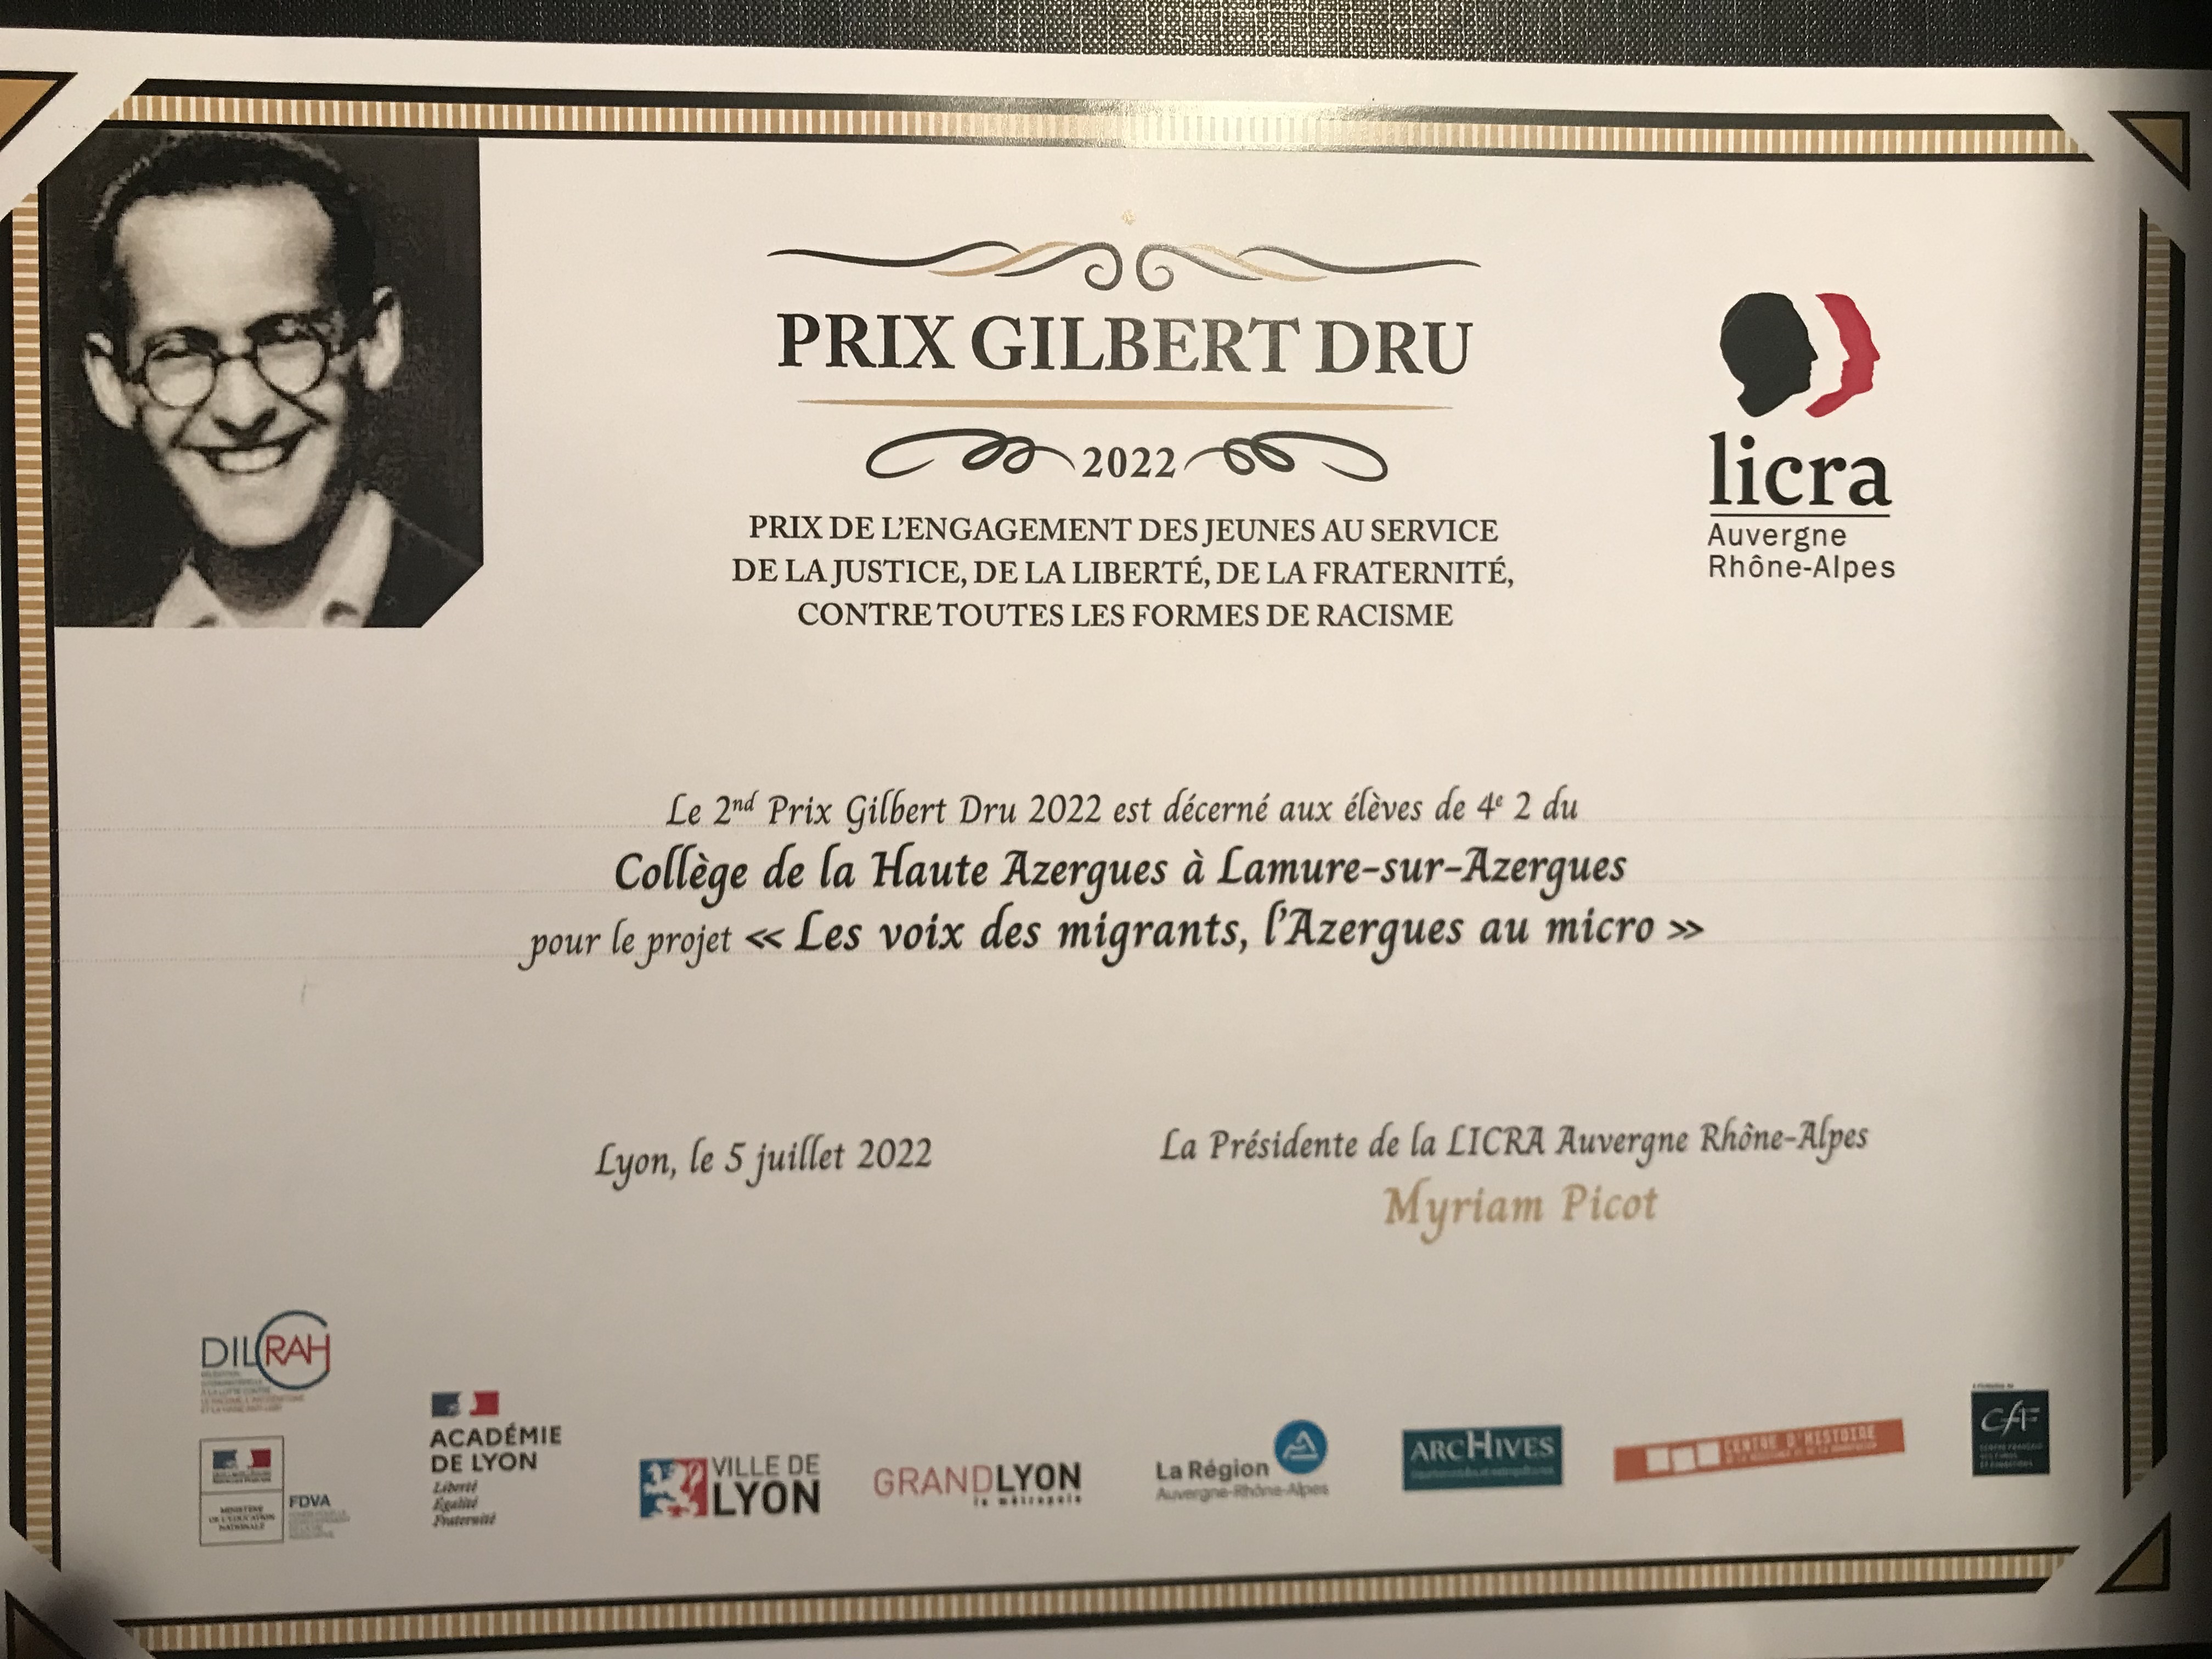 PRIX GILBERT DRU
2022
PRIX DE L'ENGAGEMENT DES JEUNES AU SERVICE
DE LA JUSTICE, DE LA LIBERTÉ, DE LA FRATERNITÉ,
CONTRE TOUTES LES FORMES DE RACISME
licra
Auvergne
Rhône-Alpes
Le 2nd Prix Gilbert Dru 2022 est décerné aux élèves de 4e 2 du
Collège de la Haute Azergues à Lamure-sur-Azergues
pour le projet « Les voix des migrants, l'Azergues au micro »
Lyon, le 5 juillet 2022
La Présidente de la LICRA Auvergne Rhône-Alpes
Myriam Picot
DILCRAH
MINISTÈRE
DE L'ÉDUCATION
NATIONALE
FDVA
ACADÉMIE
DE LYON
Liberté
Égalité
Fraternité
VILLE DE
LYON
GRANDLYON
la métropole
La Région
Auvergne-Rhône-Alpes
ARCHIVES
CENTRE D'HISTOIRE
CfF